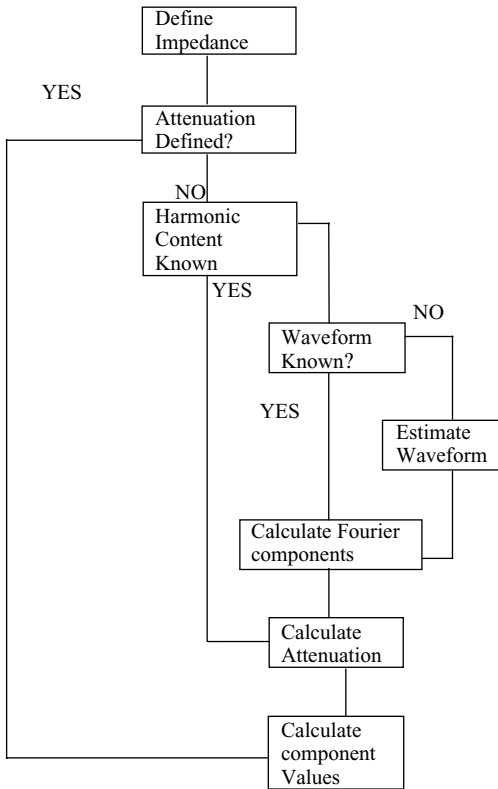 Define
Impedance
YES
Attenuation
Defined?
NO
Harmonic
Content
Known
YES
NO
Waveform
Known?
YES
Estimate
Waveform
Calculate Fourier
components
Calculate
Attenuation
Calculate
component
Values